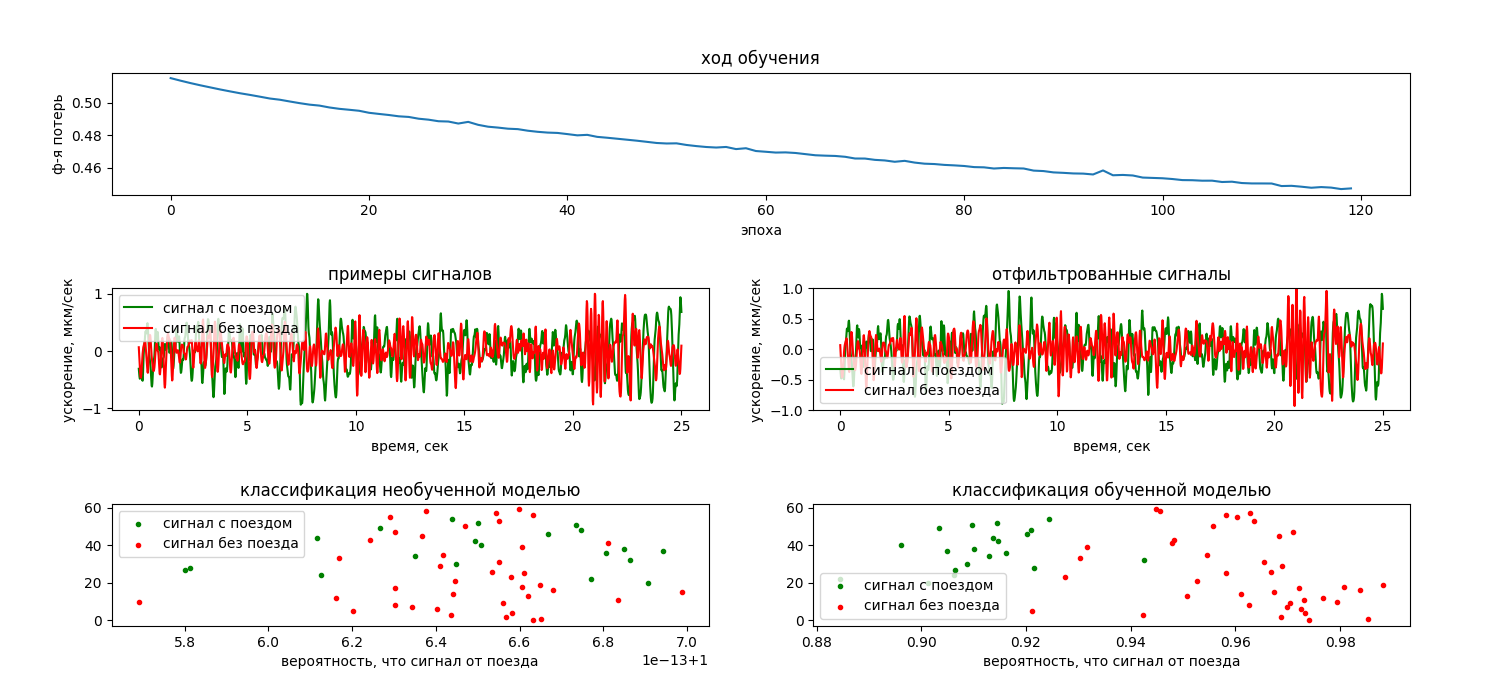 ход обучения
ф-я потерь
0.50
0.48
0.46
0 20 40 60 80 100 120
эпоха
примеры сигналов
ускорение, мкм/сек
1
0
−1
сигнал с поездом
сигнал без поезда
0 5 10 15 20 25
время, сек
отфильтрованные сигналы
ускорение, мкм/сек
1.0
0.5
0.0
−0.5
−1.0
сигнал с поездом
сигнал без поезда
0 5 10 15 20 25
время, сек
классификация необученной моделью
60
40
20
0
сигнал с поездом
сигнал без поезда
5.8 6.0 6.2 6.4 6.6 6.8 7.0
вероятность, что сигнал от поезда
1e−13+1
классификация обученной моделью
60
40
20
0
сигнал с поездом
сигнал без поезда
0.88 0.90 0.92 0.94 0.96 0.98
вероятность, что сигнал от поезда